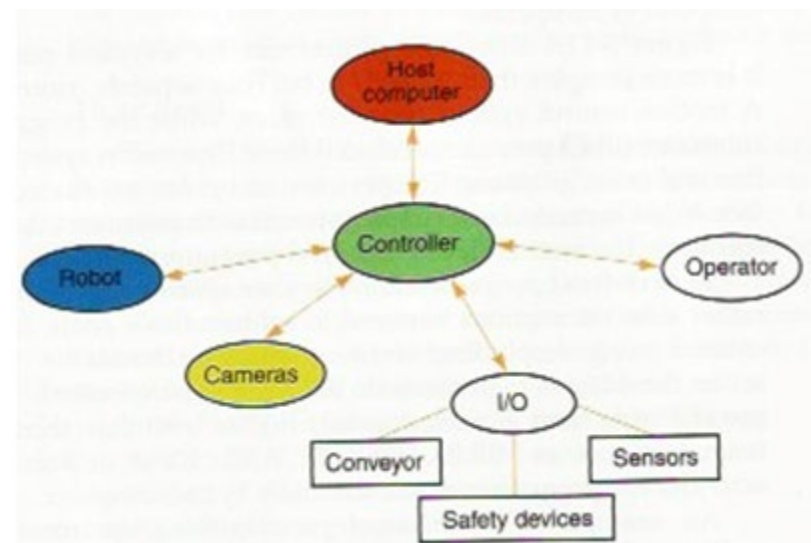 Host
computer
Controller
Robot
Operator
Cameras
I/O
Conveyor
Sensors
Safety devices